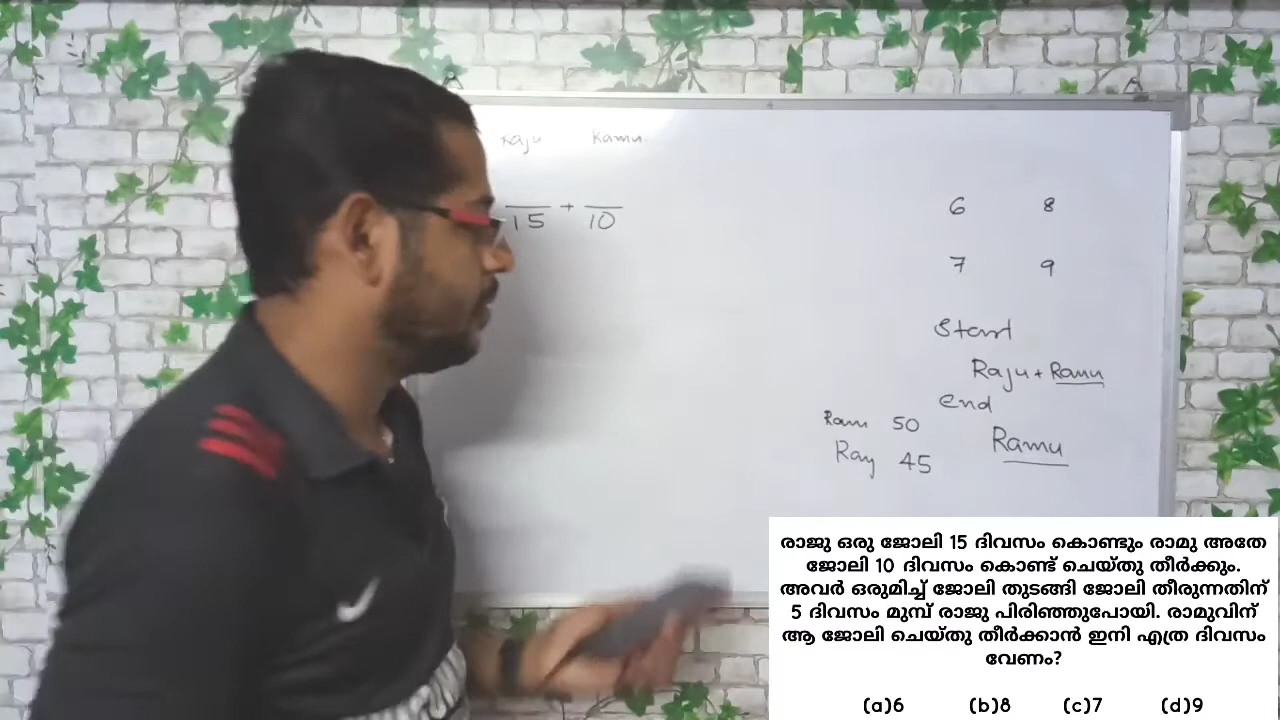 Raju Ramu
15 + 10
6 8
7 9
Start
Raju + Ramu
end
Ram 50
Ramu
Raju 45
രാജു ഒരു ജോലി 15 ദിവസം കൊണ്ടും രാമു അതേ
ജോലി 10 ദിവസം കൊണ്ട് ചെയ്തു തീർക്കും.
അവർ ഒരുമിച്ച് ജോലി തുടങ്ങി ജോലി തീരുന്നതിന്
5 ദിവസം മുമ്പ് രാജു പിരിഞ്ഞുപോയി. രാമുവിന്
ആ ജോലി ചെയ്തു തീർക്കാൻ ഇനി എത്ര ദിവസം
വേണം?
(a)6 (b)8 (c)7 (d)9